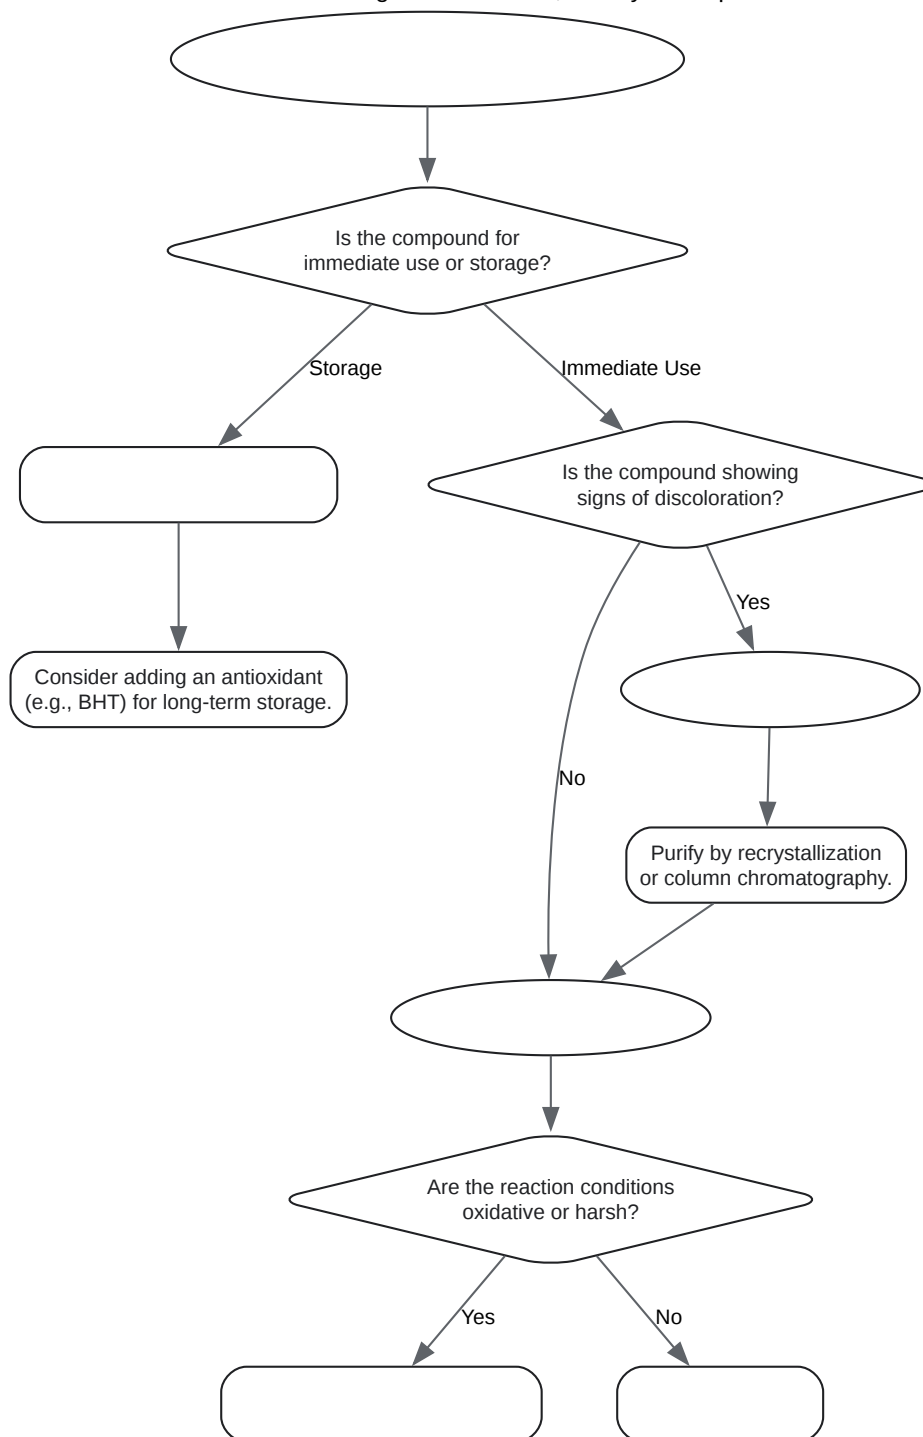 Is the compound for
immediate use or storage?
Storage
Immediate Use
Is the compound showing
signs of discoloration?
Yes
Consider adding an antioxidant
(e.g., BHT) for long-term storage.
No
Purify by recrystallization
or column chromatography.
Are the reaction conditions
oxidative or harsh?
Yes
No